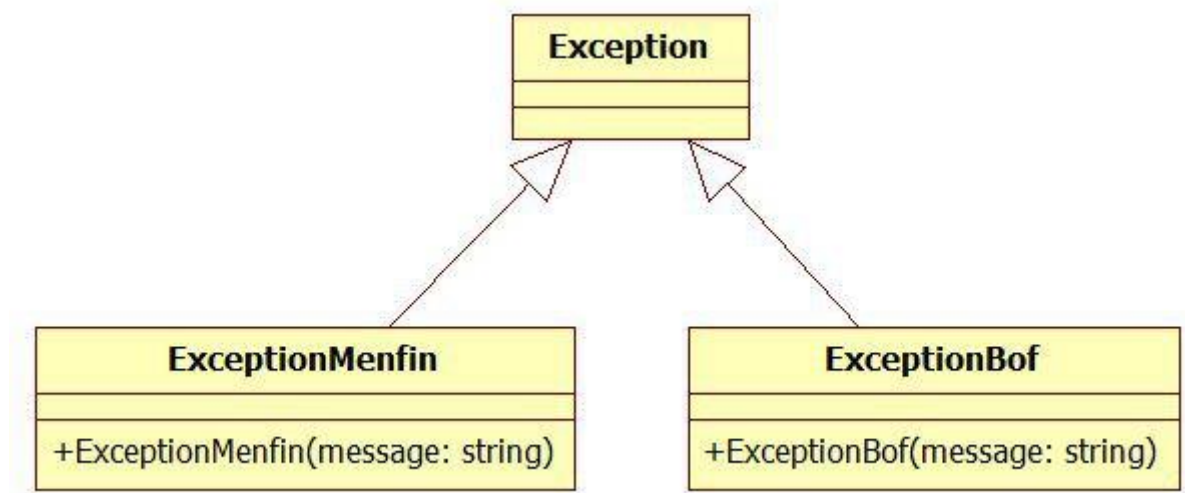 Exception
ExceptionMenfin
+ExceptionMenfin(message: string)
ExceptionBof
+ExceptionBof(message: string)